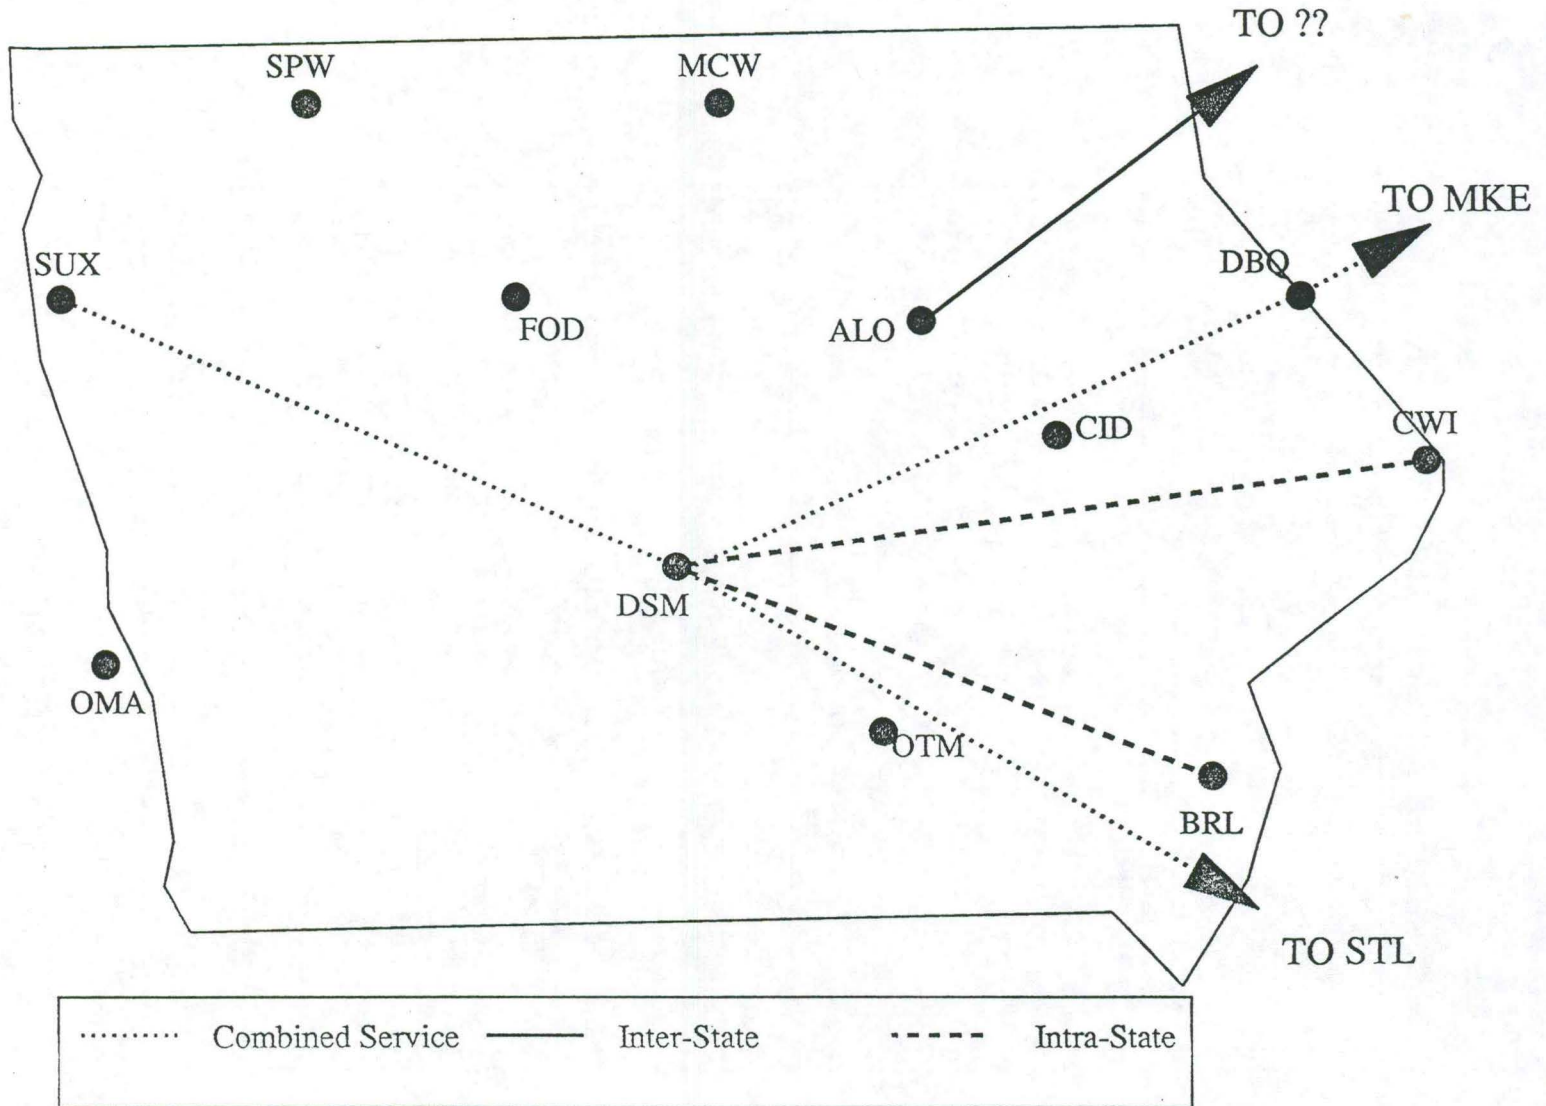 TO ??
SPW
MCW
TO MKE
DBQ
SUX
FOD
ALO
CID
CWI
DSM
OMA
OTM
BRL
TO STL
Combined Service Inter-State Intra-State